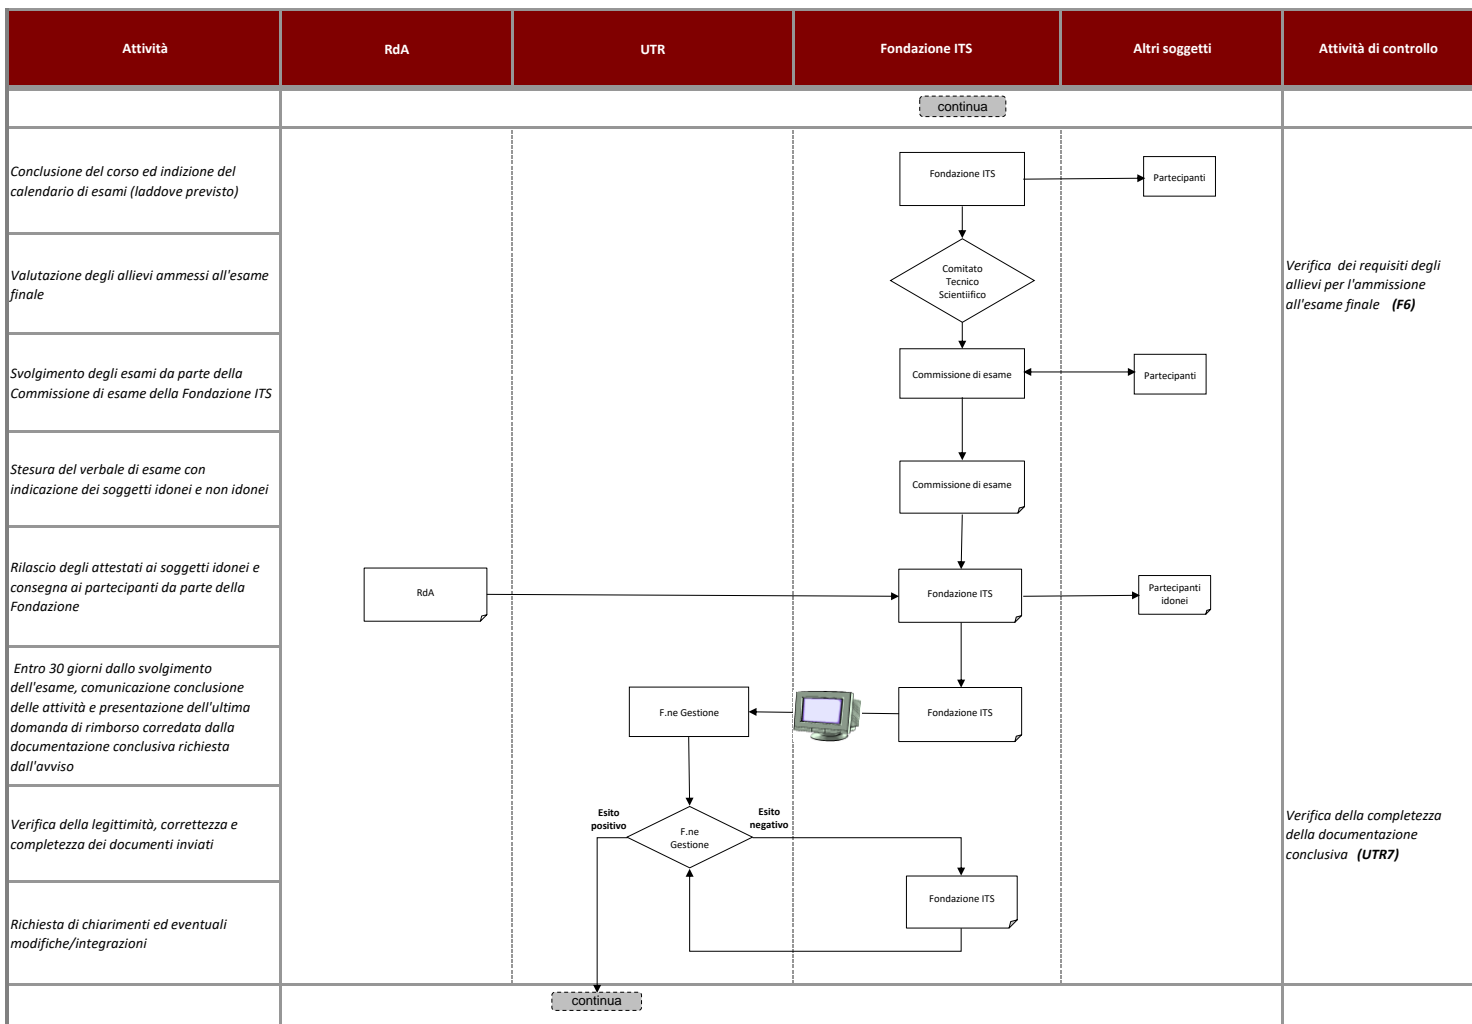 Attività
RdA
UTR
Fondazione ITS
Altri soggetti
Attività di controllo
continua
Conclusione del corso ed indizione del
calendario di esami (laddove previsto)
Fondazione ITS
Partecipanti
Valutazione degli allievi ammessi all'esame
finale
Comitato
Tecnico
Scientiifico
Verifica dei requisiti degli
allievi per l'ammissione
all'esame finale (F6)
Svolgimento degli esami da parte della
Commissione di esame della Fondazione ITS
Commissione di esame
Partecipanti
Stesura del verbale di esame con
indicazione dei soggetti idonei e non idonei
Commissione di esame
Rilascio degli attestati ai soggetti idonei e
consegna ai partecipanti da parte della
Fondazione
RdA
Fondazione ITS
Partecipanti
idonei
Entro 30 giorni dallo svolgimento
dell'esame, comunicazione conclusione
delle attività e presentazione dell'ultima
domanda di rimborso corredata dalla
documentazione conclusiva richiesta
dall'avviso
F.ne Gestione
Fondazione ITS
Verifica della legittimità, correttezza e
completezza dei documenti inviati
Esito
positivo
F.ne
Gestione
Esito
negativo
Verifica della completezza
della documentazione
conclusiva (UTR7)
Richiesta di chiarimenti ed eventuali
modifiche/integrazioni
Fondazione ITS
continua